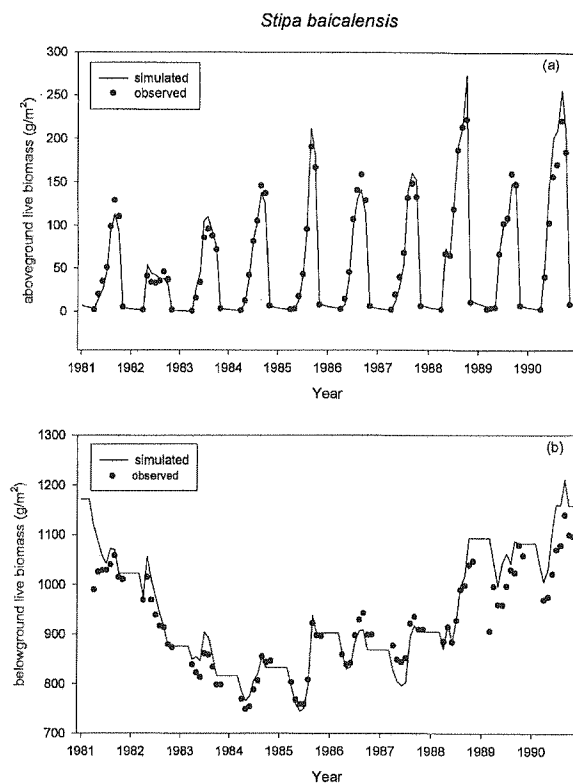 Stipa baicalensis
300
250
200
150
100
50
0
aboveground live biomass (g/m²)
simulated
observed
(a)
1981 1982 1983 1984 1985 1986 1987 1988 1989 1990
Year
1300
1200
1100
1000
900
800
700
belowground live biomass (g/m²)
simulated
observed
(b)
1981 1982 1983 1984 1985 1986 1987 1988 1989 1990
Year